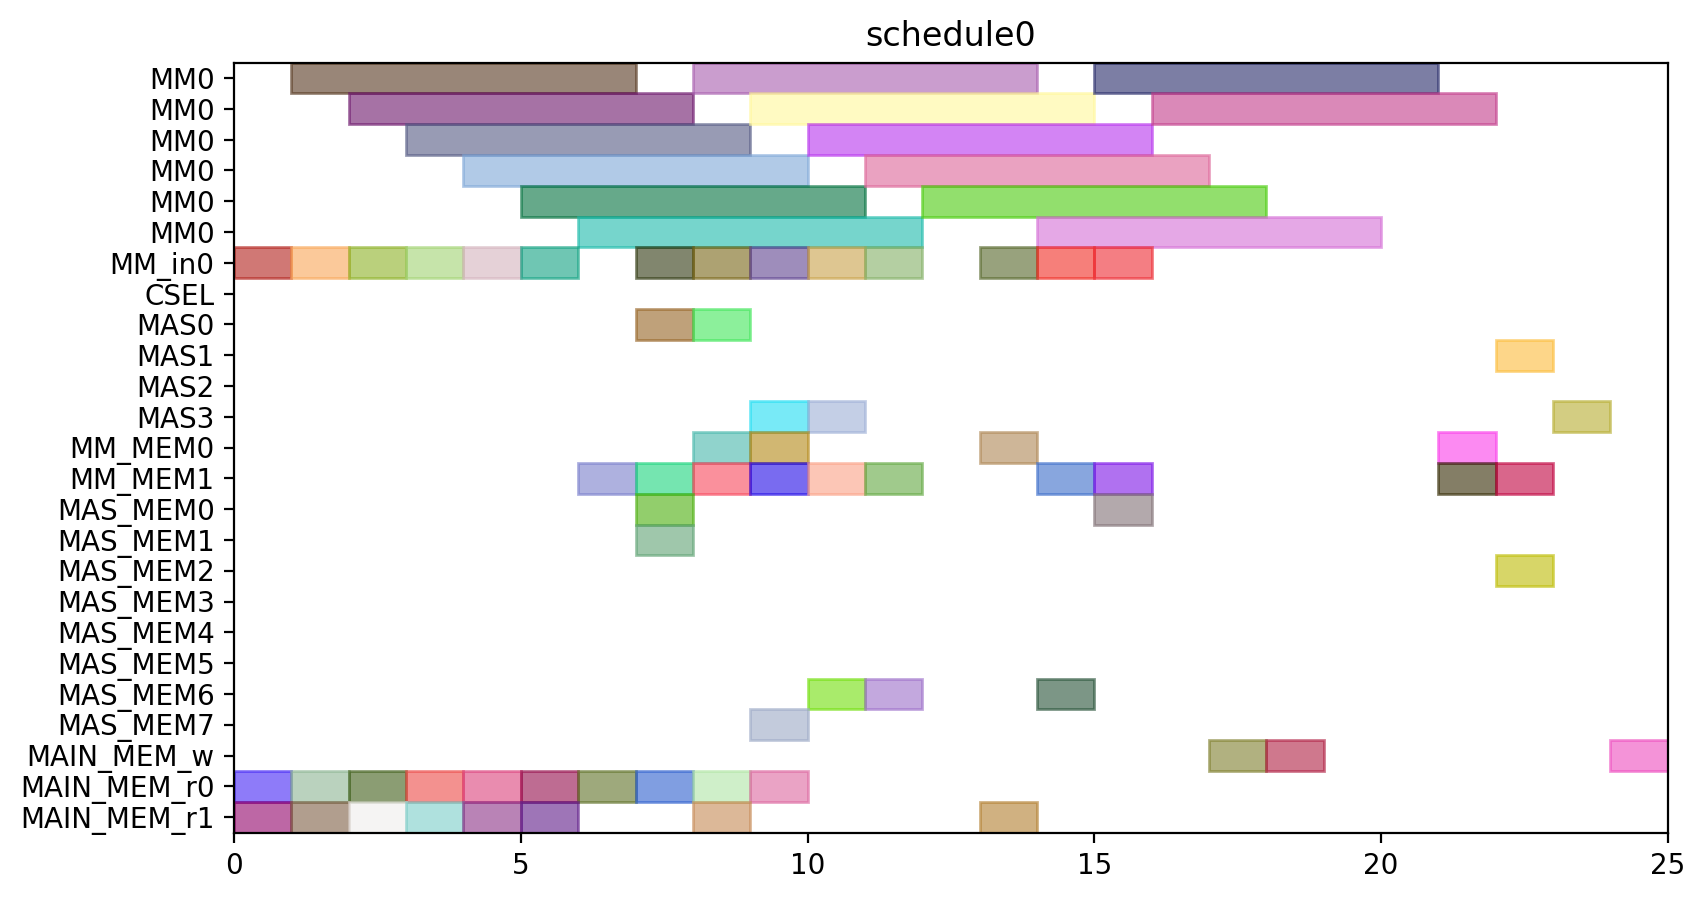 schedule0
MM0
MM0
MM0
MM0
MM0
MM0
MM_in0
CSEL
MAS0
MAS1
MAS2
MAS3
MM_MEM0
MM_MEM1
MAS_MEM0
MAS_MEM1
MAS_MEM2
MAS_MEM3
MAS_MEM4
MAS_MEM5
MAS_MEM6
MAS_MEM7
MAIN_MEM_w
MAIN_MEM_r0
MAIN_MEM_r1
0 5 10 15 20 25